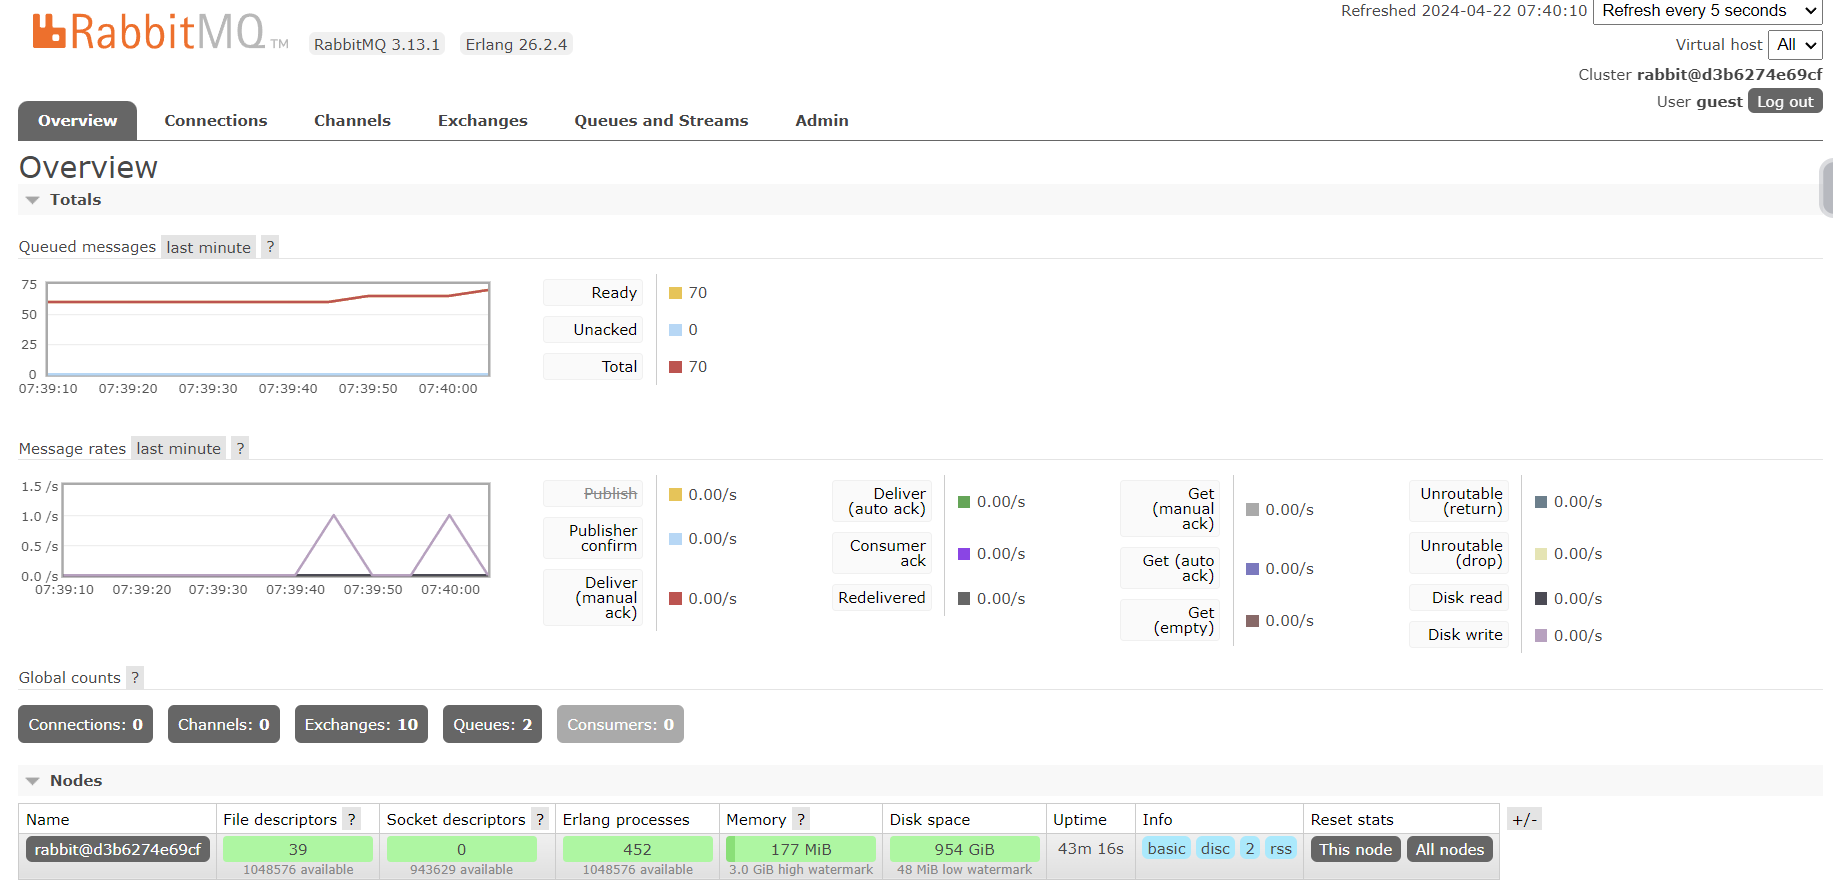 RabbitMQ TM RabbitMQ 3.13.1 Erlang 26.2.4
Refreshed 2024-04-22 07:40:10 Refresh every 5 seconds
Virtual host All
Cluster rabbit@d3b6274e69cf
User guest Log out
Overview Connections Channels Exchanges Queues and Streams Admin
Overview
Totals
Queued messages last minute ?
75
50
25
0
07:39:10 07:39:20 07:39:30 07:39:40 07:39:50 07:40:00
Ready 70
Unacked 0
Total 70
Message rates last minute ?
1.5 /s
1.0 /s
0.5 /s
0.0 /s
07:39:10 07:39:20 07:39:30 07:39:40 07:39:50 07:40:00
Publish 0.00/s
Publisher
confirm 0.00/s
Deliver
(manual
ack) 0.00/s
Deliver
(auto ack) 0.00/s
Consumer
ack 0.00/s
Redelivered 0.00/s
Get
(manual
ack) 0.00/s
Get (auto
ack) 0.00/s
Get
(empty) 0.00/s
Unroutable
(return) 0.00/s
Unroutable
(drop) 0.00/s
Disk read 0.00/s
Disk write 0.00/s
Global counts ?
Connections: 0 Channels: 0 Exchanges: 10 Queues: 2 Consumers: 0
Nodes
Name File descriptors ? Socket descriptors ? Erlang processes Memory ? Disk space Uptime Info Reset stats +/-
rabbit@d3b6274e69cf 39 0 452 177 MiB 954 GiB 43m 16s basic disc 2 rss This node All nodes
1048576 available 943629 available 1048576 available 3.0 GiB high watermark 48 MiB low watermark